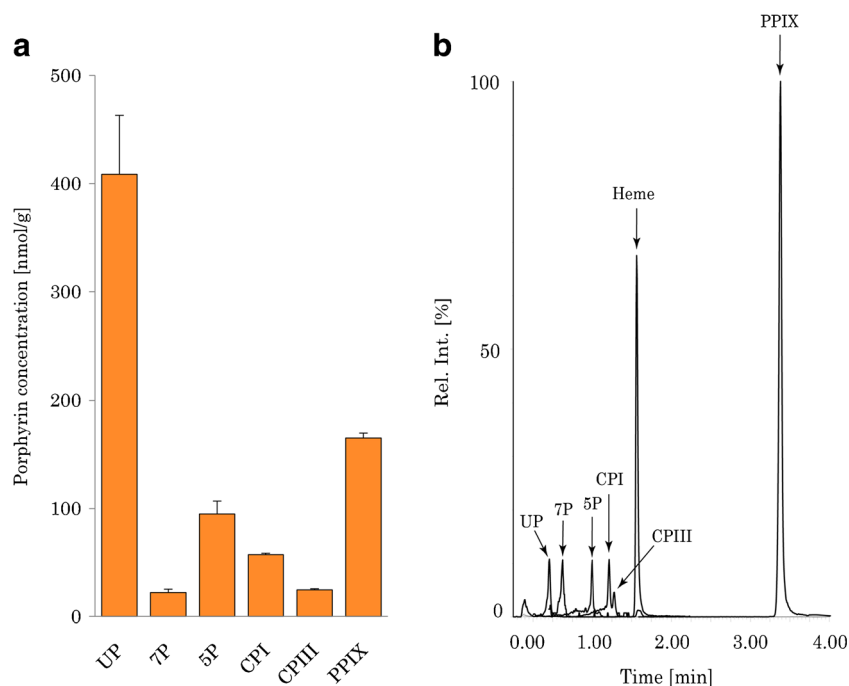 a
Porphyrin concentration [nmol/g]
500
400
300
200
100
0
UP
7P
5P
CPI
CPIII
PPIX
b
PPIX
Rel. Int. [%]
100
50
0
Heme
CPI
5P
7P
UP
CPIII
0.00 1.00 2.00 3.00 4.00
Time [min]